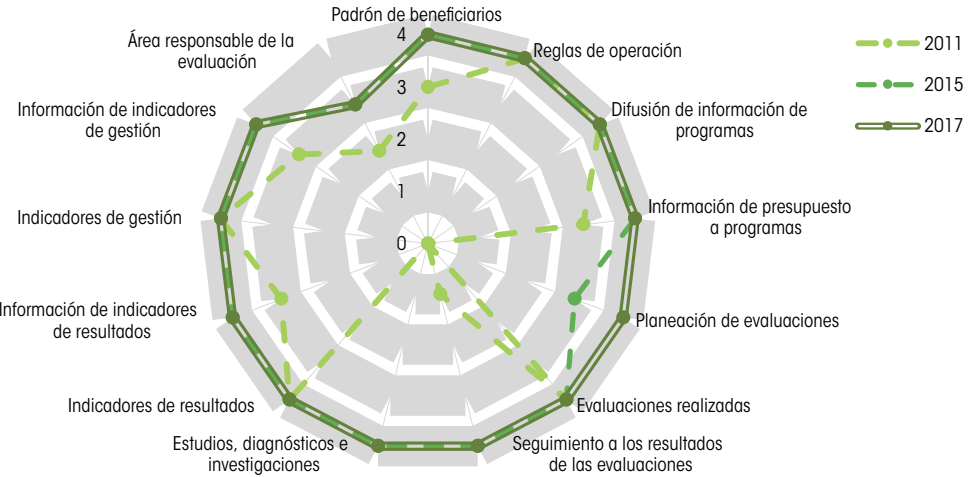 Padrón de beneficiarios
Reglas de operación
Difusión de información de
programas
Información de presupuesto
a programas
Planeación de evaluaciones
Evaluaciones realizadas
Seguimiento a los resultados
de las evaluaciones
Estudios, diagnósticos e
investigaciones
Indicadores de resultados
Información de indicadores
de resultados
Indicadores de gestión
Información de indicadores
de gestión
Área responsable de la
evaluación
4
3
2
1
0
2011
2015
2017